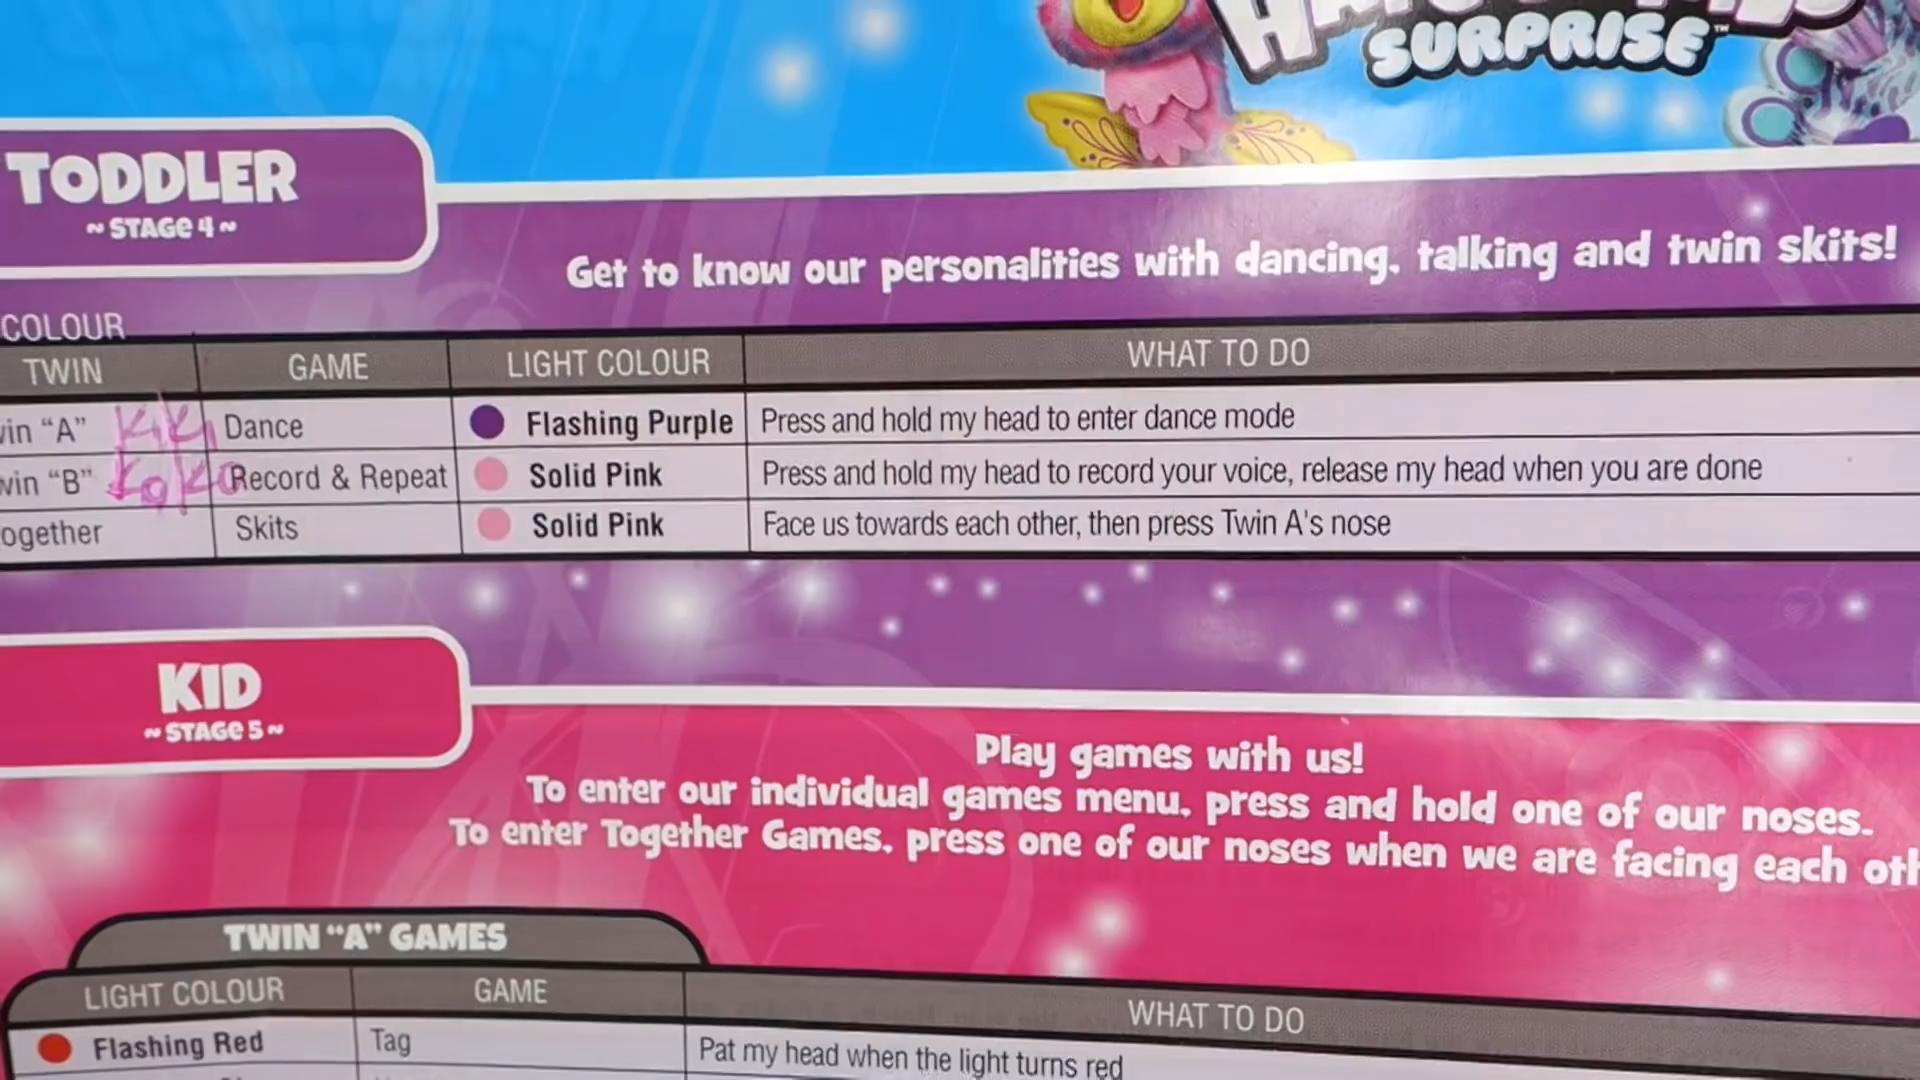 SURPRISE™
TODDLER
~ STAGE 4 ~
Get to know our personalities with dancing, talking and twin skits!
COLOUR
TWIN GAME LIGHT COLOUR WHAT TO DO
"A" Kiki Dance Flashing Purple Press and hold my head to enter dance mode
"B" Koko Record & Repeat Solid Pink Press and hold my head to record your voice, release my head when you are done
ogether Skits Solid Pink Face us towards each other, then press Twin A's nose
KID
~ STAGE 5 ~
Play games with us!
To enter our individual games menu, press and hold one of our noses.
To enter Together Games, press one of our noses when we are facing each oth
TWIN "A" GAMES
LIGHT COLOUR GAME WHAT TO DO
Flashing Red Tag Pat my head when the light turns red